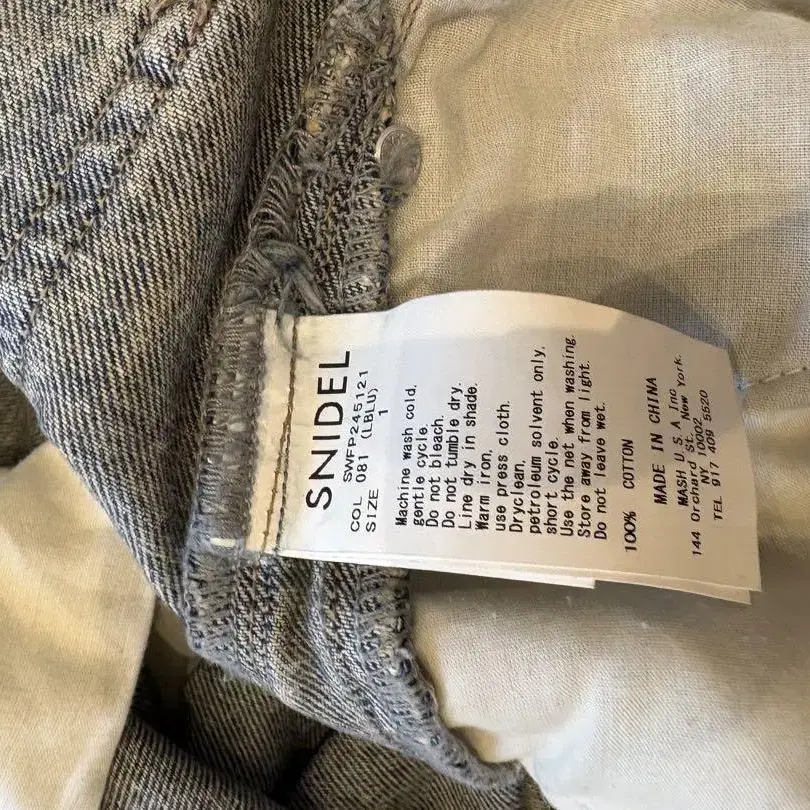 SNIDEL
SWFP245121
COL 081 (LBLU)
SIZE 1
Machine wash cold,
gentle cycle.
Do not bleach.
Do not tumble dry.
Line dry in shade.
Warm iron,
use press cloth.
Dryclean,
petroleum solvent only,
short cycle.
Use the net when washing.
Store away from light.
Do not leave wet.
100% COTTON
MADE IN CHINA
MASH U.S.A Inc
144 Orchard St. New York.
NY 10002
TEL 917 409 5520